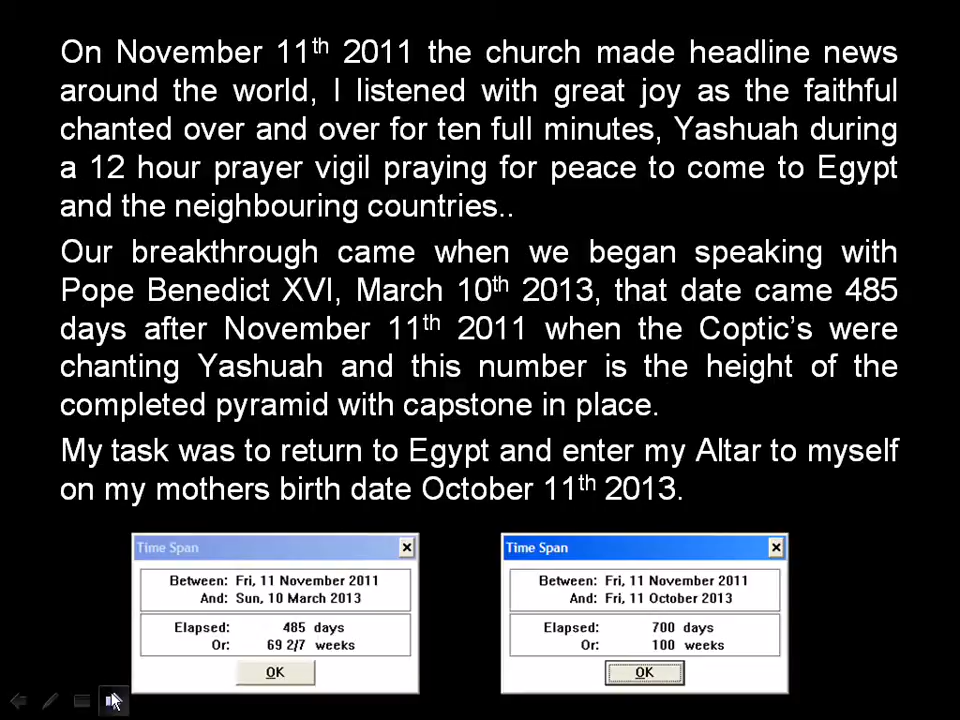 On November 11th 2011 the church made headline news
around the world, I listened with great joy as the faithful
chanted over and over for ten full minutes, Yashuah during
a 12 hour prayer vigil praying for peace to come to Egypt
and the neighbouring countries..
Our breakthrough came when we began speaking with
Pope Benedict XVI, March 10th 2013, that date came 485
days after November 11th 2011 when the Coptic’s were
chanting Yashuah and this number is the height of the
completed pyramid with capstone in place.
My task was to return to Egypt and enter my Altar to myself
on my mothers birth date October 11th 2013.
Time Span
Between: Fri, 11 November 2011
And: Sun, 10 March 2013
Elapsed: 485 days
Or: 69 2/7 weeks
OK
Time Span
Between: Fri, 11 November 2011
And: Fri, 11 October 2013
Elapsed: 700 days
Or: 100 weeks
OK